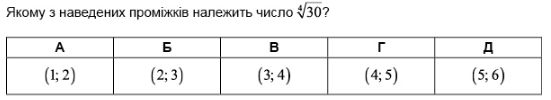 Якому з наведених проміжків належить число ∜30?
А Б В Г Д
(1; 2) (2; 3) (3; 4) (4; 5) (5; 6)